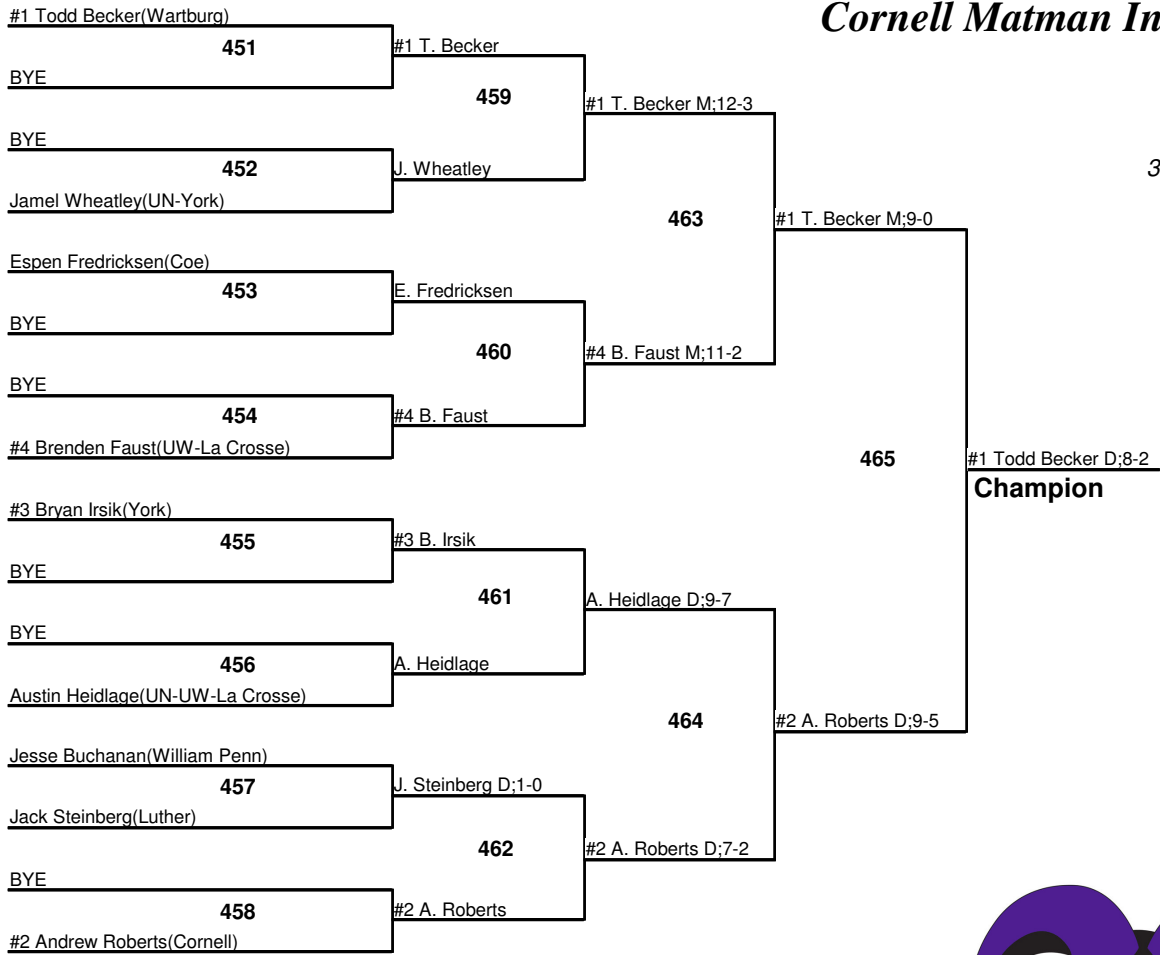 Cornell Matman In
3
#1 Todd Becker(Wartburg)
451
BYE
BYE
452
Jamel Wheatley(UN-York)
Espen Fredricksen(Coe)
453
BYE
BYE
454
#4 Brenden Faust(UW-La Crosse)
#3 Bryan Irsik(York)
455
BYE
BYE
456
Austin Heidlage(UN-UW-La Crosse)
Jesse Buchanan(William Penn)
457
Jack Steinberg(Luther)
BYE
458
#2 Andrew Roberts(Cornell)
#1 T. Becker
459
J. Wheatley
E. Fredricksen
460
#4 B. Faust
#3 B. Irsik
461
A. Heidlage
J. Steinberg D;1-0
462
#2 A. Roberts
#1 T. Becker M;12-3
463
#4 B. Faust M;11-2
A. Heidlage D;9-7
464
#2 A. Roberts D;7-2
#1 T. Becker M;9-0
465
#2 A. Roberts D;9-5
#1 Todd Becker D;8-2
Champion